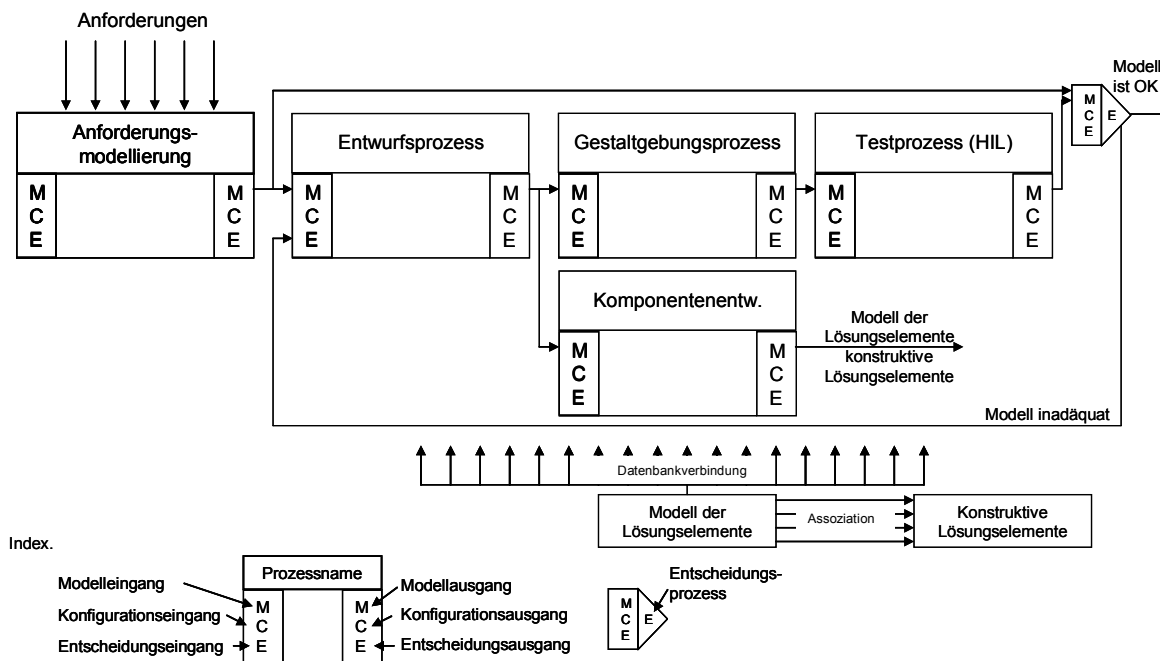 Anforderungen
Modell
ist OK
M
C
E
E
Anforderungs-
modellierung
M
C
E
M
C
E
Entwurfsprozess
M
C
E
M
C
E
Gestaltgebungsprozess
M
C
E
M
C
E
Testprozess (HIL)
M
C
E
M
C
E
Komponentenentw.
M
C
E
M
C
E
Modell der
Lösungselemente
konstruktive
Lösungselemente
Modell inadäquat
Datenbankverbindung
Modell der
Lösungselemente
Assoziation
Konstruktive
Lösungselemente
Index.
Prozessname
Modelleingang
Konfigurationseingang
Entscheidungseingang
M
C
E
M
C
E
Modellausgang
Konfigurationsausgang
Entscheidungsausgang
M
C
E
E
Entscheidungs-
prozess